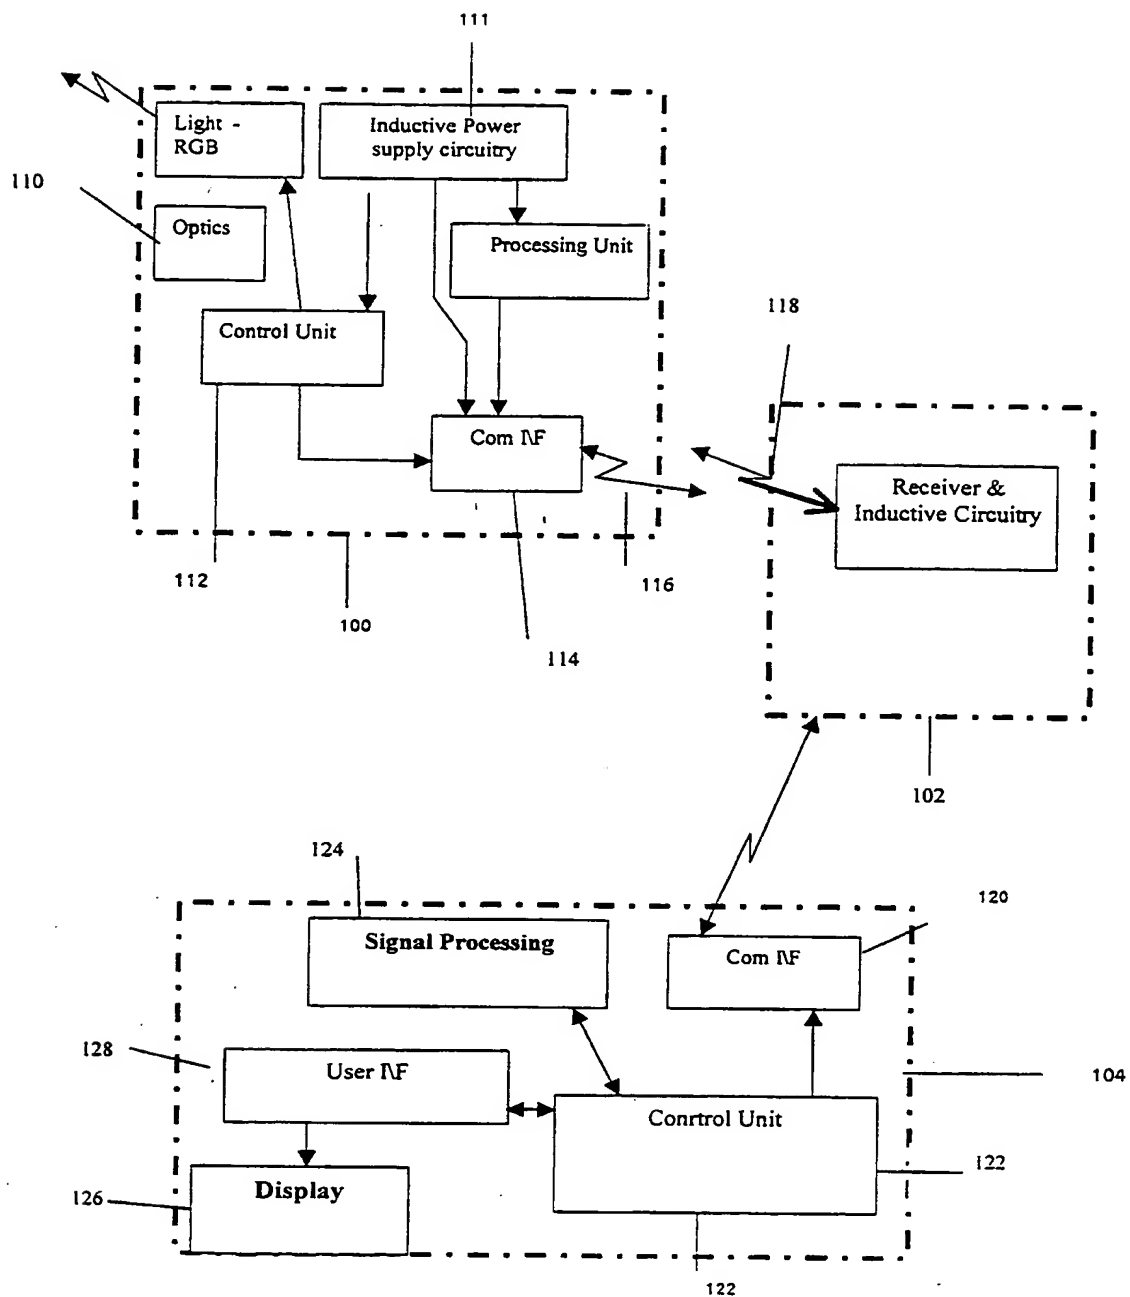 111
Light -
RGB
Inductive Power
supply circuitry
110
Optics
Processing Unit
118
Control Unit
Com I\F
Receiver &
Inductive Circuitry
112
116
100
114
102
124
120
Signal Processing
Com I\F
128
User I\F
104
Conrtrol Unit
122
126
Display
122